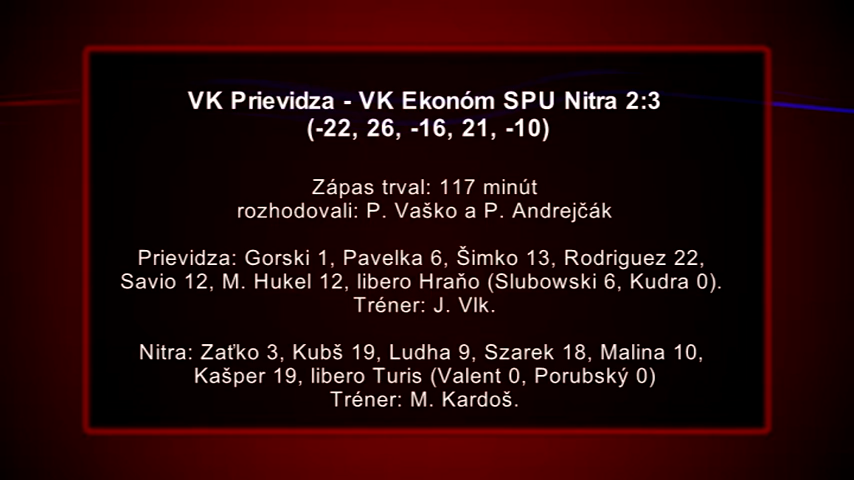 VK Prievidza - VK Ekonóm SPU Nitra 2:3
(-22, 26, -16, 21, -10)
Zápas trval: 117 minút
rozhodovali: P. Vaško a P. Andrejčák
Prievidza: Gorski 1, Pavelka 6, Šimko 13, Rodriguez 22,
Savio 12, M. Hukel 12, libero Hraňo (Slubowski 6, Kudra 0).
Tréner: J. Vlk.
Nitra: Zaťko 3, Kubš 19, Ludha 9, Szarek 18, Malina 10,
Kašper 19, libero Turis (Valent 0, Porubský 0)
Tréner: M. Kardoš.